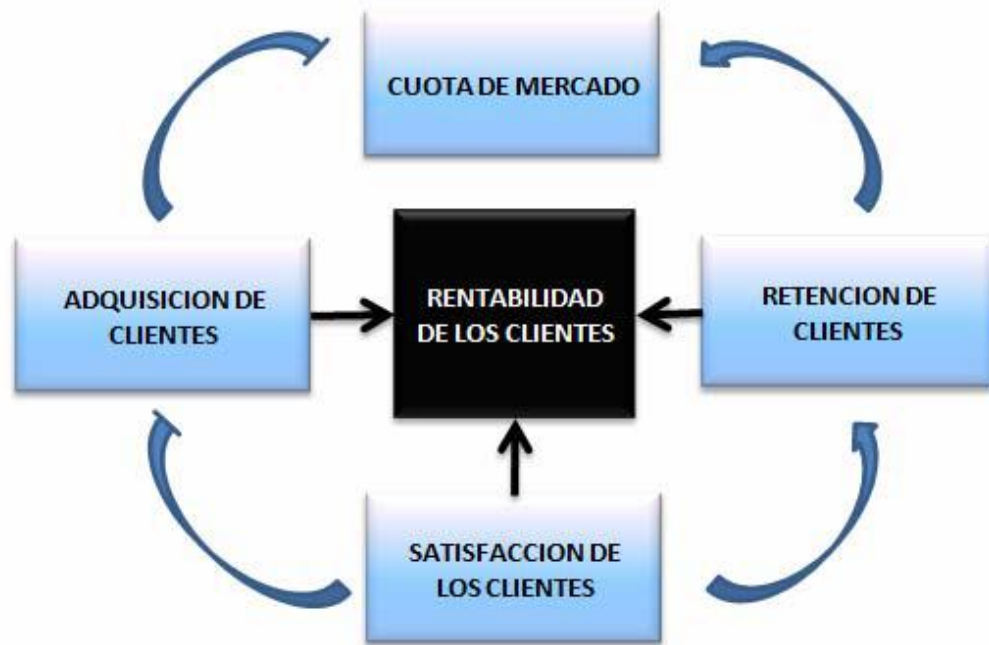 CUOTA DE MERCADO
ADQUISICION DE
CLIENTES
RENTABILIDAD
DE LOS CLIENTES
RETENCION DE
CLIENTES
SATISFACCION DE
LOS CLIENTES